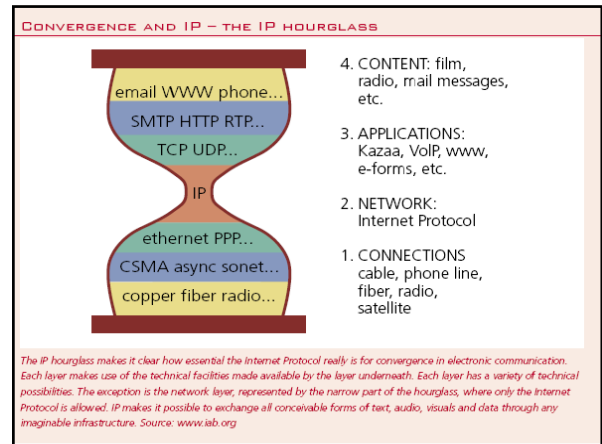 CONVERGENCE AND IP – THE IP HOURGLASS
email WWW phone...
SMTP HTTP RTP...
TCP UDP...
IP
ethernet PPP...
CSMA async sonet...
copper fiber radio...
4. CONTENT: film,
radio, mail messages,
etc.
3. APPLICATIONS:
Kazaa, VoIP, www,
e-forms, etc.
2. NETWORK:
Internet Protocol
1. CONNECTIONS
cable, phone line,
fiber, radio,
satellite
The IP hourglass makes it clear how essential the Internet Protocol really is for convergence in electronic communication.
Each layer makes use of the technical facilities made available by the layer underneath. Each layer has a variety of technical
possibilities. The exception is the network layer, represented by the narrow part of the hourglass, where only the Internet
Protocol is allowed. IP makes it possible to exchange all conceivable forms of text, audio, visuals and data through any
imaginable infrastructure. Source: www.iab.org